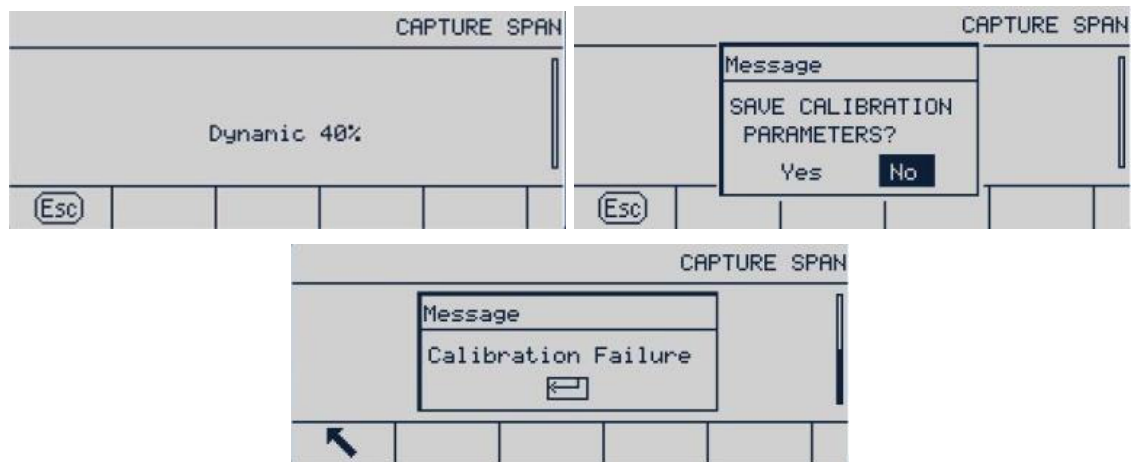 CAPTURE SPAN
Dynamic 40%
Esc
CAPTURE SPAN
Message
SAVE CALIBRATION
PARAMETERS?
Yes No
Esc
CAPTURE SPAN
Message
Calibration Failure